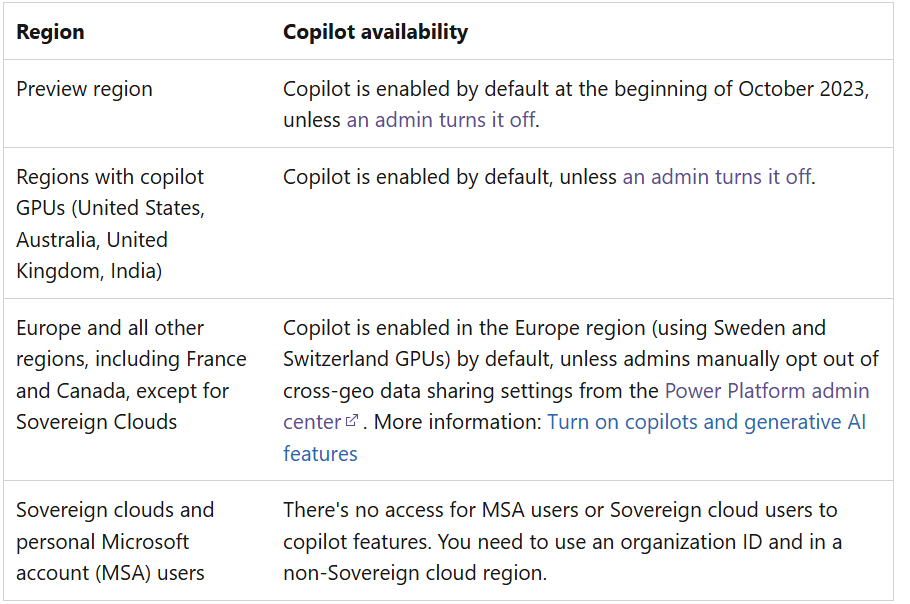 Region
Copilot availability
Preview region
Copilot is enabled by default at the beginning of October 2023,
unless an admin turns it off.
Regions with copilot
GPUs (United States,
Australia, United
Kingdom, India)
Copilot is enabled by default, unless an admin turns it off.
Europe and all other
regions, including France
and Canada, except for
Sovereign Clouds
Copilot is enabled in the Europe region (using Sweden and
Switzerland GPUs) by default, unless admins manually opt out of
cross-geo data sharing settings from the Power Platform admin
center. More information: Turn on copilots and generative AI
features
Sovereign clouds and
personal Microsoft
account (MSA) users
There's no access for MSA users or Sovereign cloud users to
copilot features. You need to use an organization ID and in a
non-Sovereign cloud region.